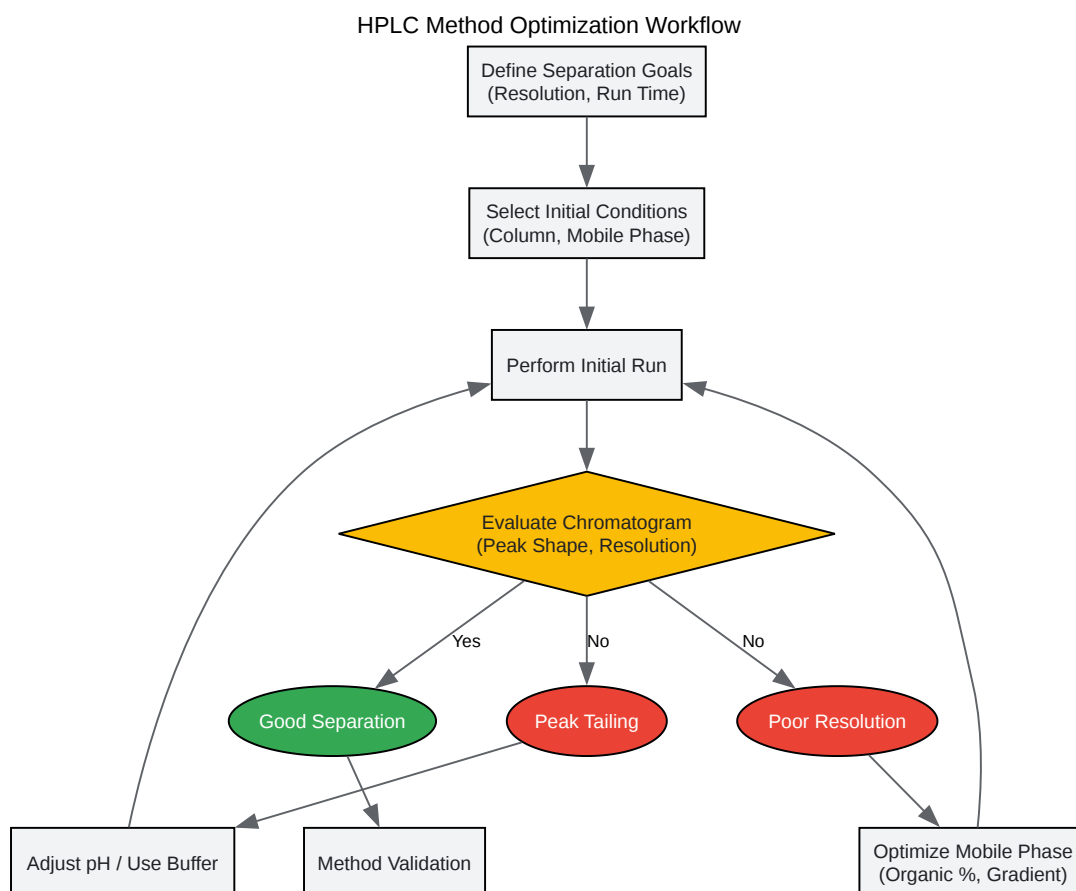 HPLC Method Optimization Workflow
Define Separation Goals
(Resolution, Run Time)
Select Initial Conditions
(Column, Mobile Phase)
Perform Initial Run
Evaluate Chromatogram
(Peak Shape, Resolution)
Yes
No
No
Good Separation
Peak Tailing
Poor Resolution
Adjust pH / Use Buffer
Method Validation
Optimize Mobile Phase
(Organic %, Gradient)